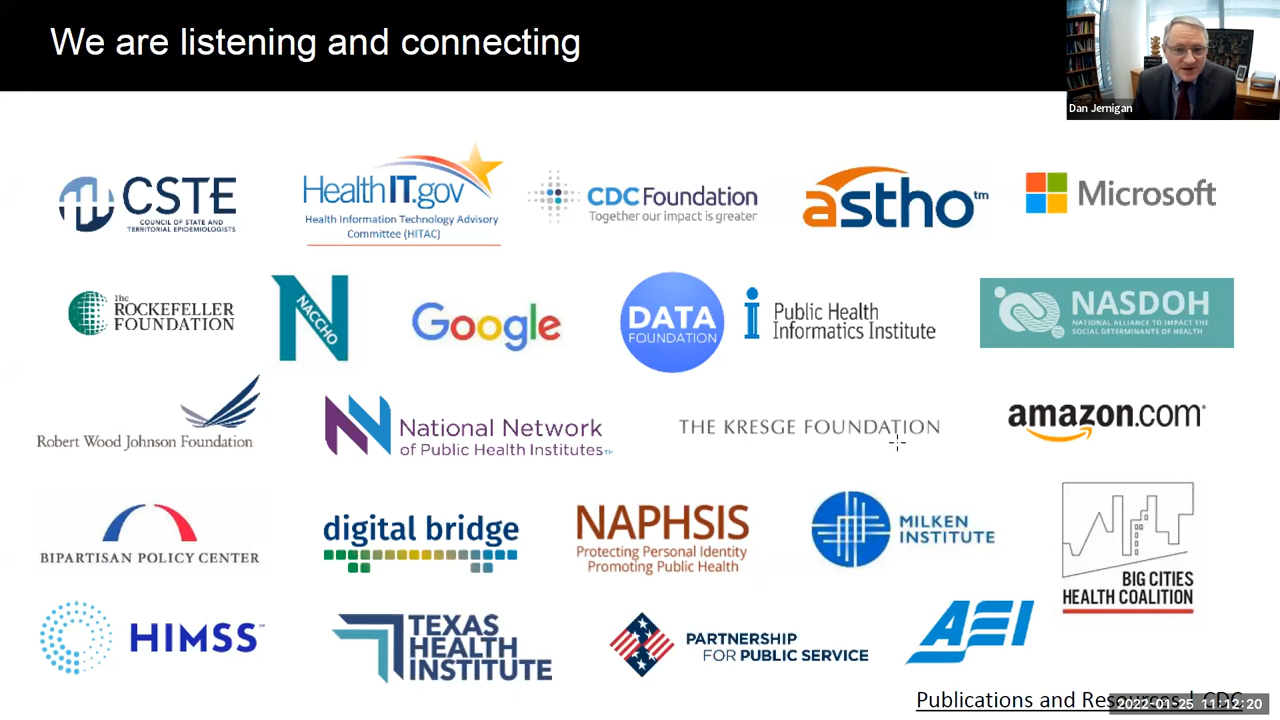 We are listening and connecting
Dan Jernigan
CSTE
COUNCIL OF STATE AND
TERRITORIAL EPIDEMIOLOGISTS
HealthIT.gov
Health Information Technology Advisory
Committee (HITAC)
CDC Foundation
Together our impact is greater
astho™
Microsoft
The
ROCKEFELLER
FOUNDATION
N
NACCHO
Google
DATA
FOUNDATION
Public Health
Informatics Institute
NASDOH
NATIONAL ALLIANCE TO IMPACT THE
SOCIAL DETERMINANTS OF HEALTH
Robert Wood Johnson Foundation
National Network
of Public Health Institutes™
THE KRESGE FOUNDATION
amazon.com®
BIPARTISAN POLICY CENTER
digital bridge
NAPHSIS
Protecting Personal Identity
Promoting Public Health
MILKEN
INSTITUTE
BIG CITIES
HEALTH COALITION
HIMSS™
TEXAS
HEALTH
INSTITUTE
PARTNERSHIP
FOR PUBLIC SERVICE
AEI
Publications and Resources | CDC
2022-01-25 11:12:20